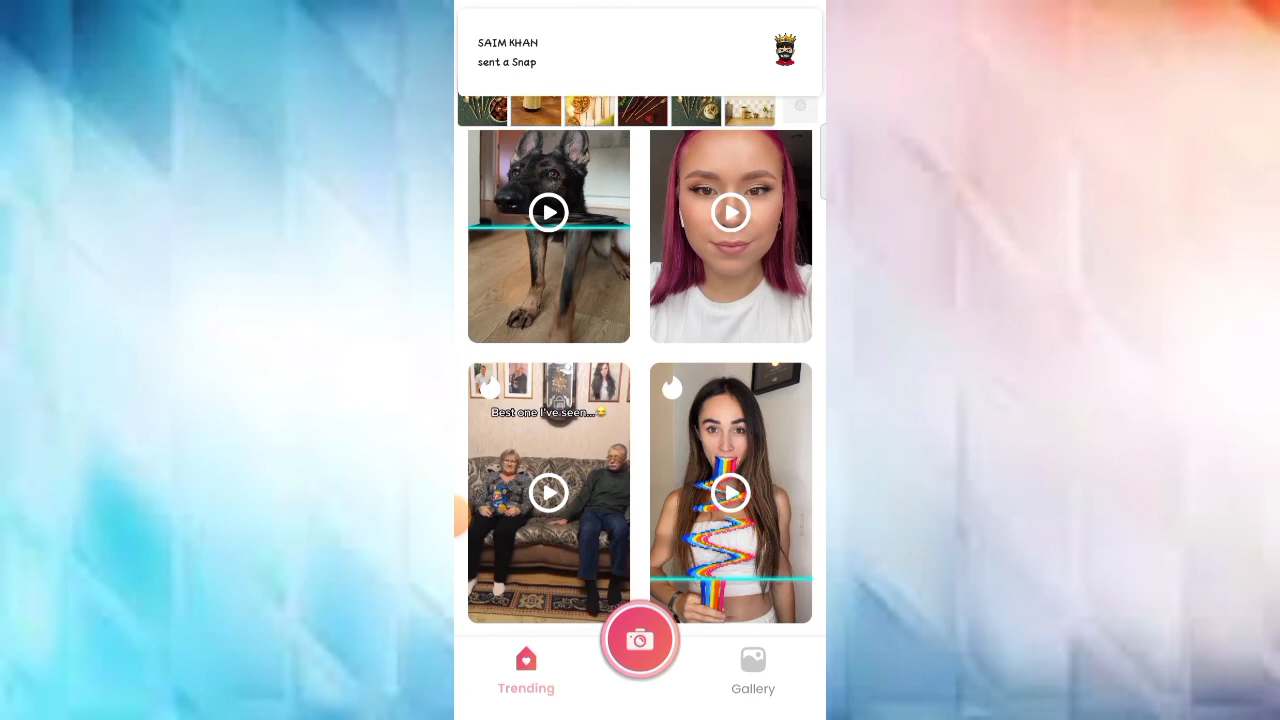 SAIM KHAN
sent a Snap
Best one I've seen...😂
Trending
Gallery